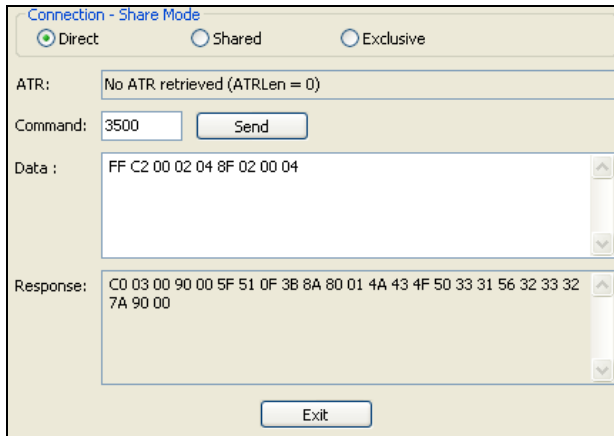 Connection - Share Mode
Direct Shared Exclusive
ATR: No ATR retrieved (ATRLen = 0)
Command: 3500 Send
Data : FF C2 00 02 04 8F 02 00 04
Response: C0 03 00 90 00 5F 51 0F 3B 8A 80 01 4A 43 4F 50 33 31 56 32 33 32
7A 90 00
Exit